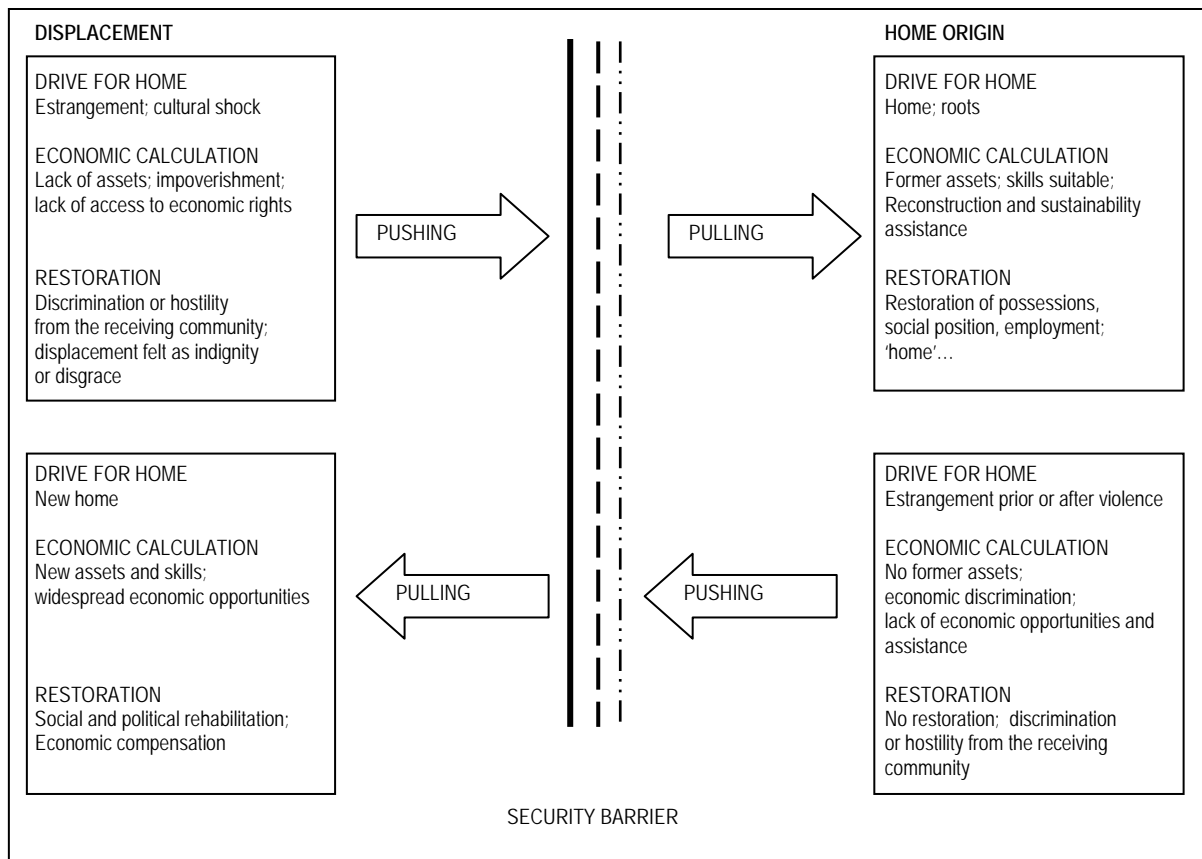 DISPLACEMENT
DRIVE FOR HOME
Estrangement; cultural shock
ECONOMIC CALCULATION
Lack of assets; impoverishment;
lack of access to economic rights
RESTORATION
Discrimination or hostility
from the receiving community;
displacement felt as indignity
or disgrace
PUSHING
PULLING
HOME ORIGIN
DRIVE FOR HOME
Home; roots
ECONOMIC CALCULATION
Former assets; skills suitable;
Reconstruction and sustainability
assistance
RESTORATION
Restoration of possessions,
social position, employment;
‘home’…
DRIVE FOR HOME
New home
ECONOMIC CALCULATION
New assets and skills;
widespread economic opportunities
RESTORATION
Social and political rehabilitation;
Economic compensation
PULLING
PUSHING
DRIVE FOR HOME
Estrangement prior or after violence
ECONOMIC CALCULATION
No former assets;
economic discrimination;
lack of economic opportunities and
assistance
RESTORATION
No restoration; discrimination
or hostility from the receiving
community
SECURITY BARRIER